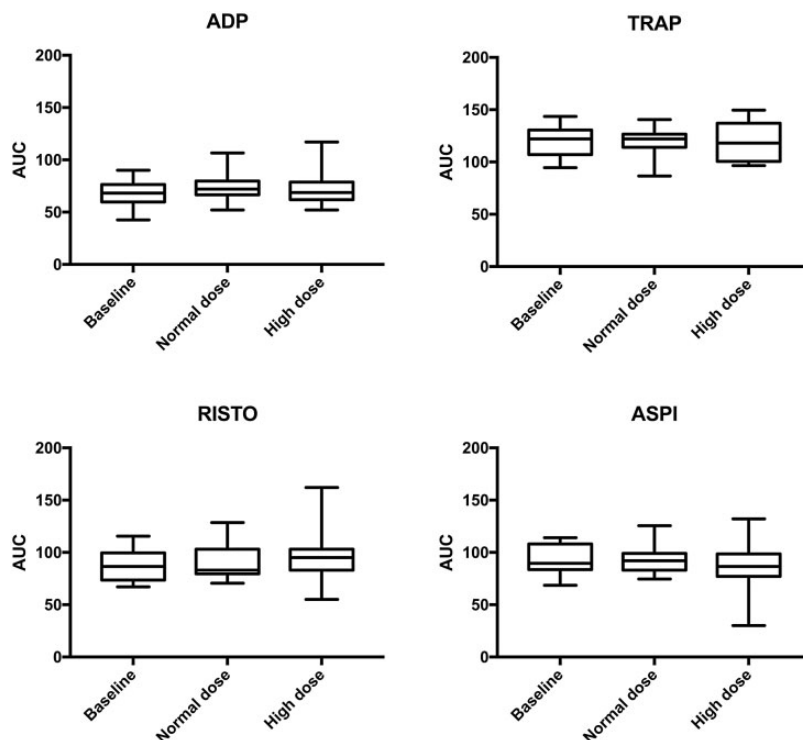 ADP
200
150
100
50
0
AUC
Baseline
Normal dose
High dose
TRAP
200
150
100
50
0
AUC
Baseline
Normal dose
High dose
RISTO
200
150
100
50
0
AUC
Baseline
Normal dose
High dose
ASPI
200
150
100
50
0
AUC
Baseline
Normal dose
High dose